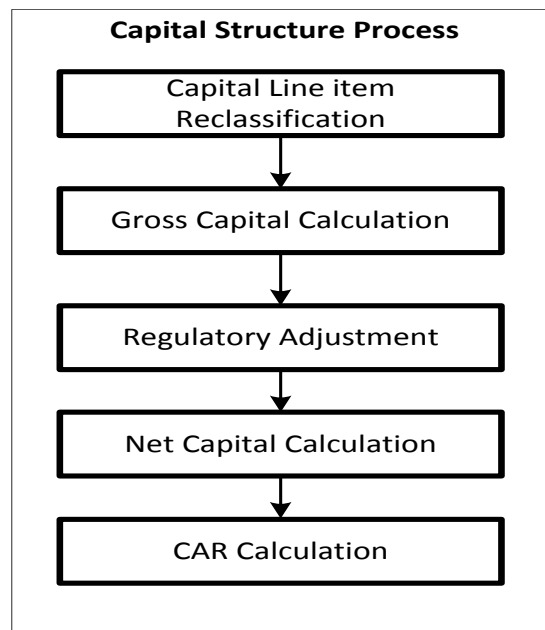 Capital Structure Process
Capital Line item
Reclassification
Gross Capital Calculation
Regulatory Adjustment
Net Capital Calculation
CAR Calculation